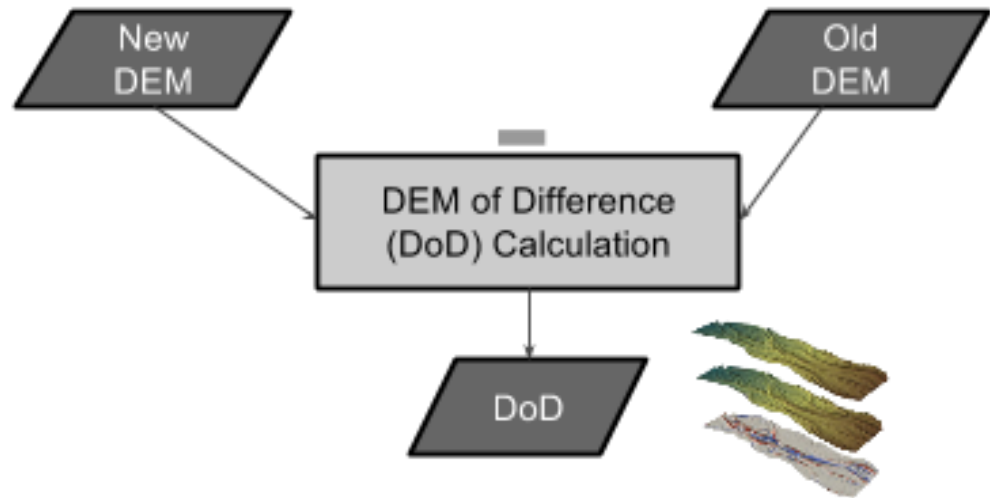 New
DEM
Old
DEM
DEM of Difference
(DoD) Calculation
DoD